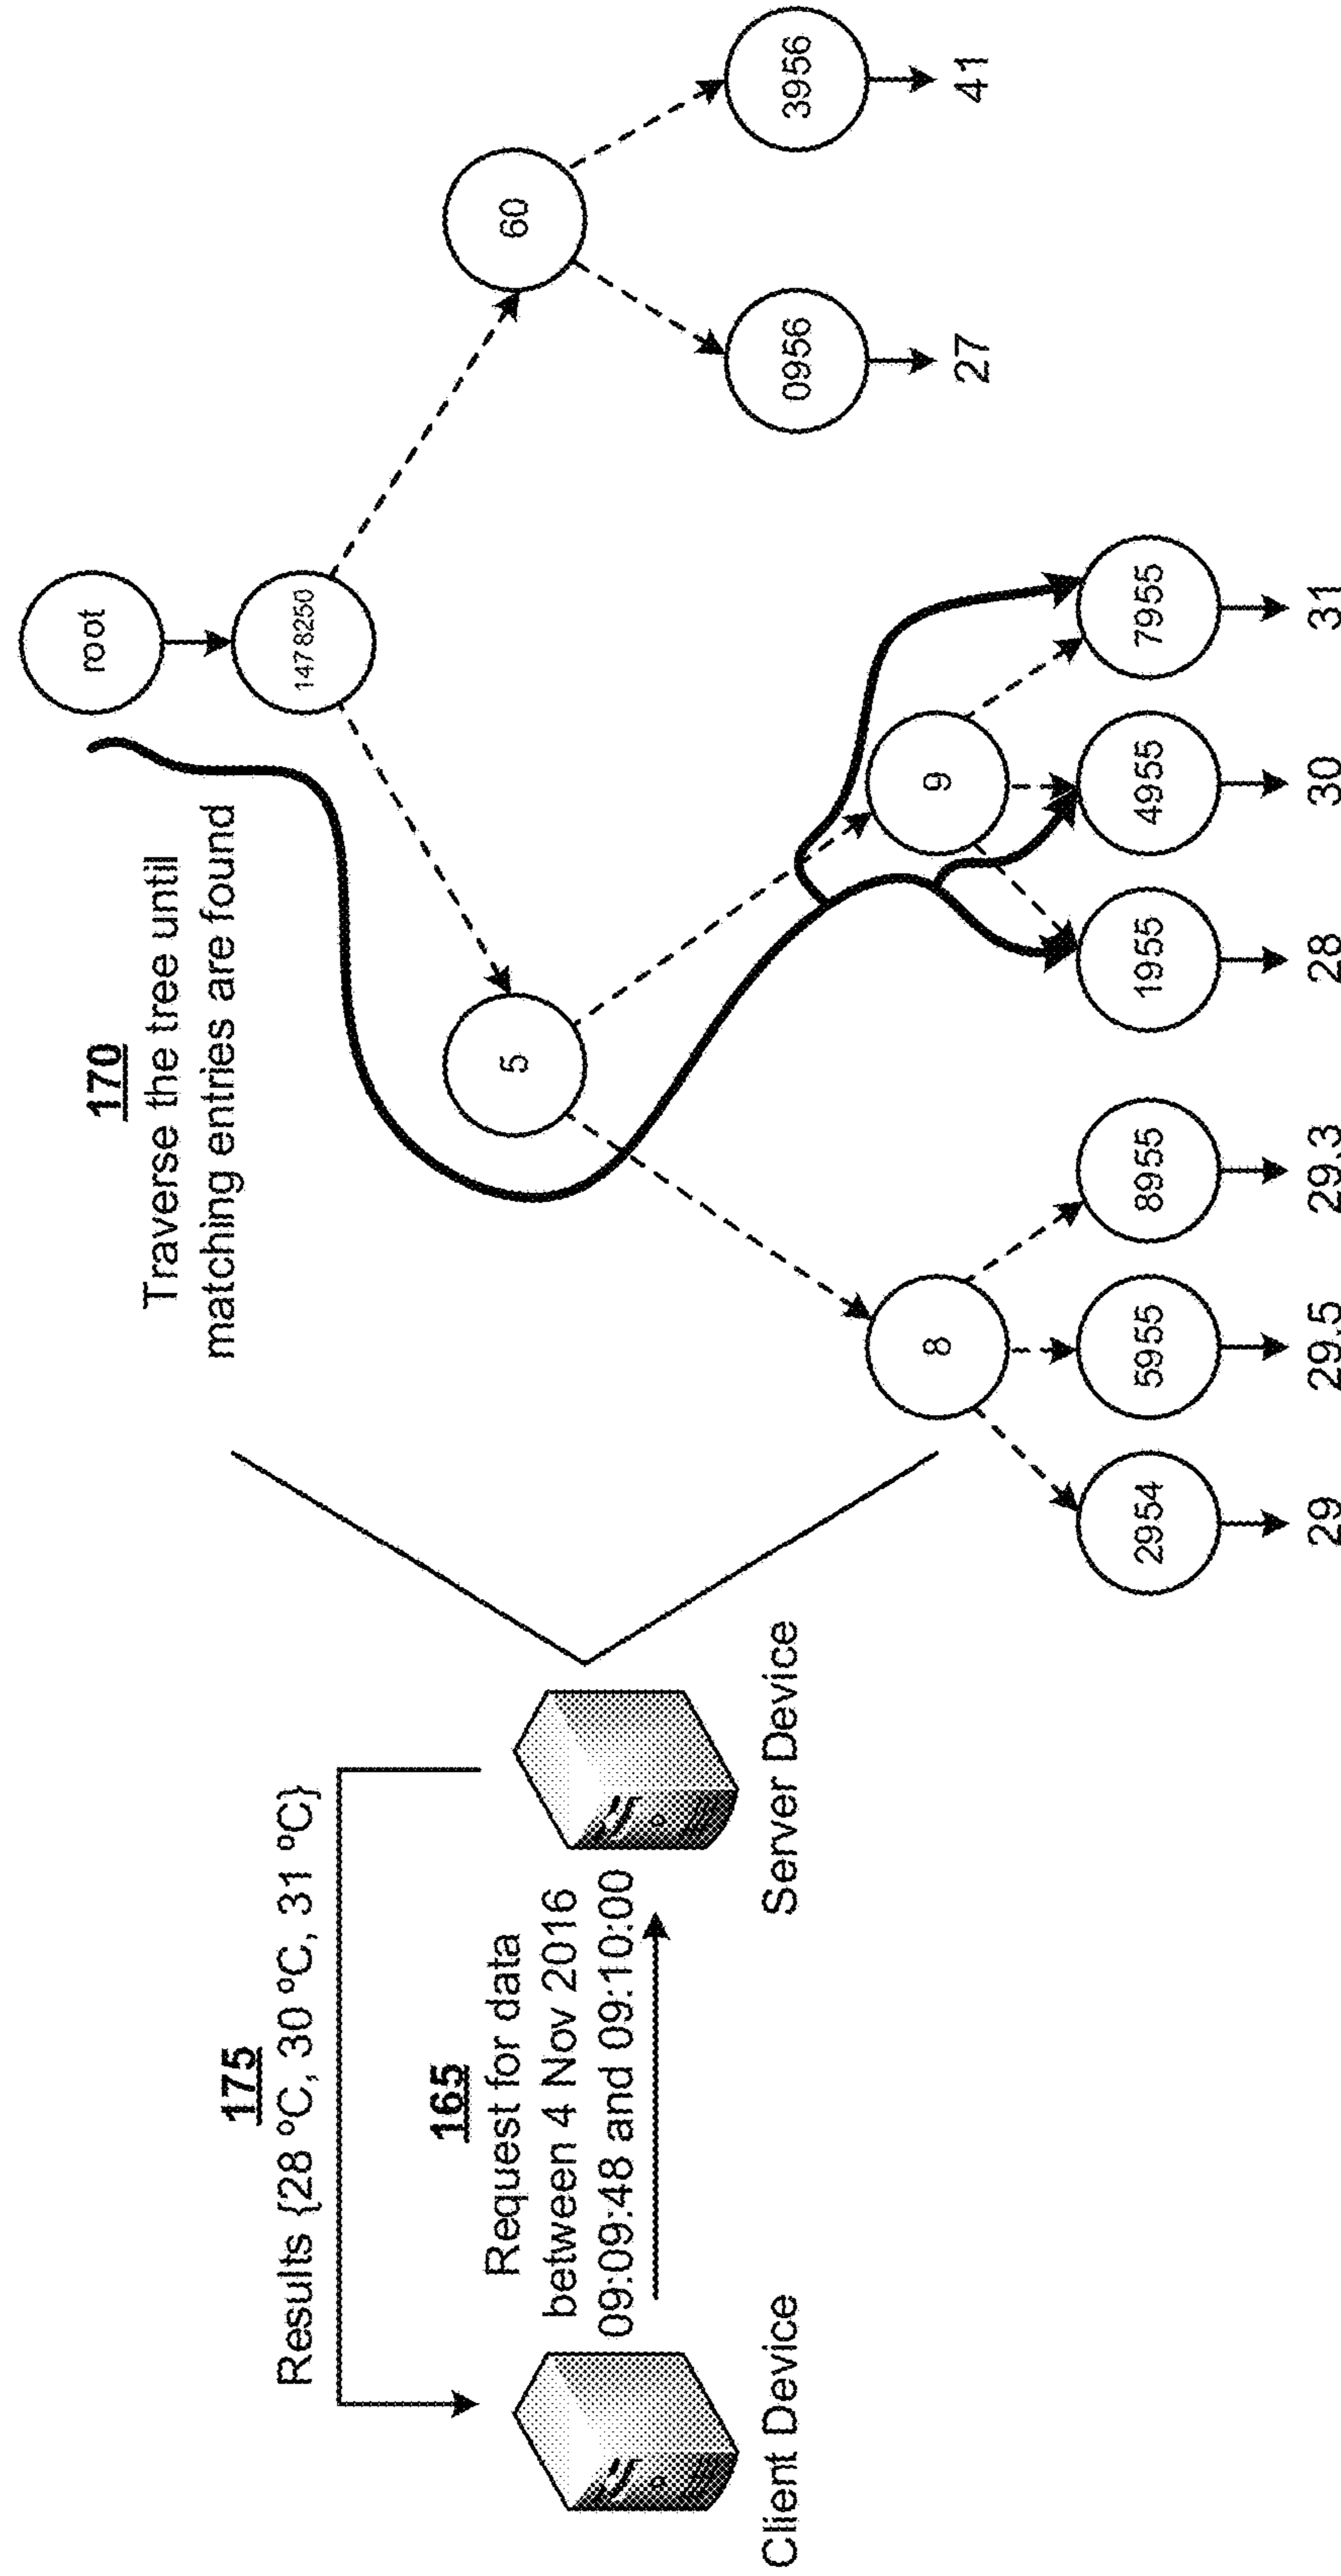 175
Results {28 ºC, 30 ºC, 31 ºC}
165
Request for data
between 4 Nov 2016
09:09:48 and 09:10:00
Client Device
Server Device
170
Traverse the tree until
matching entries are found
root
1478250
5
60
8
9
0956
3956
27
41
2954
5955
8955
1955
4955
7955
29
29.5
29.3
28
30
31